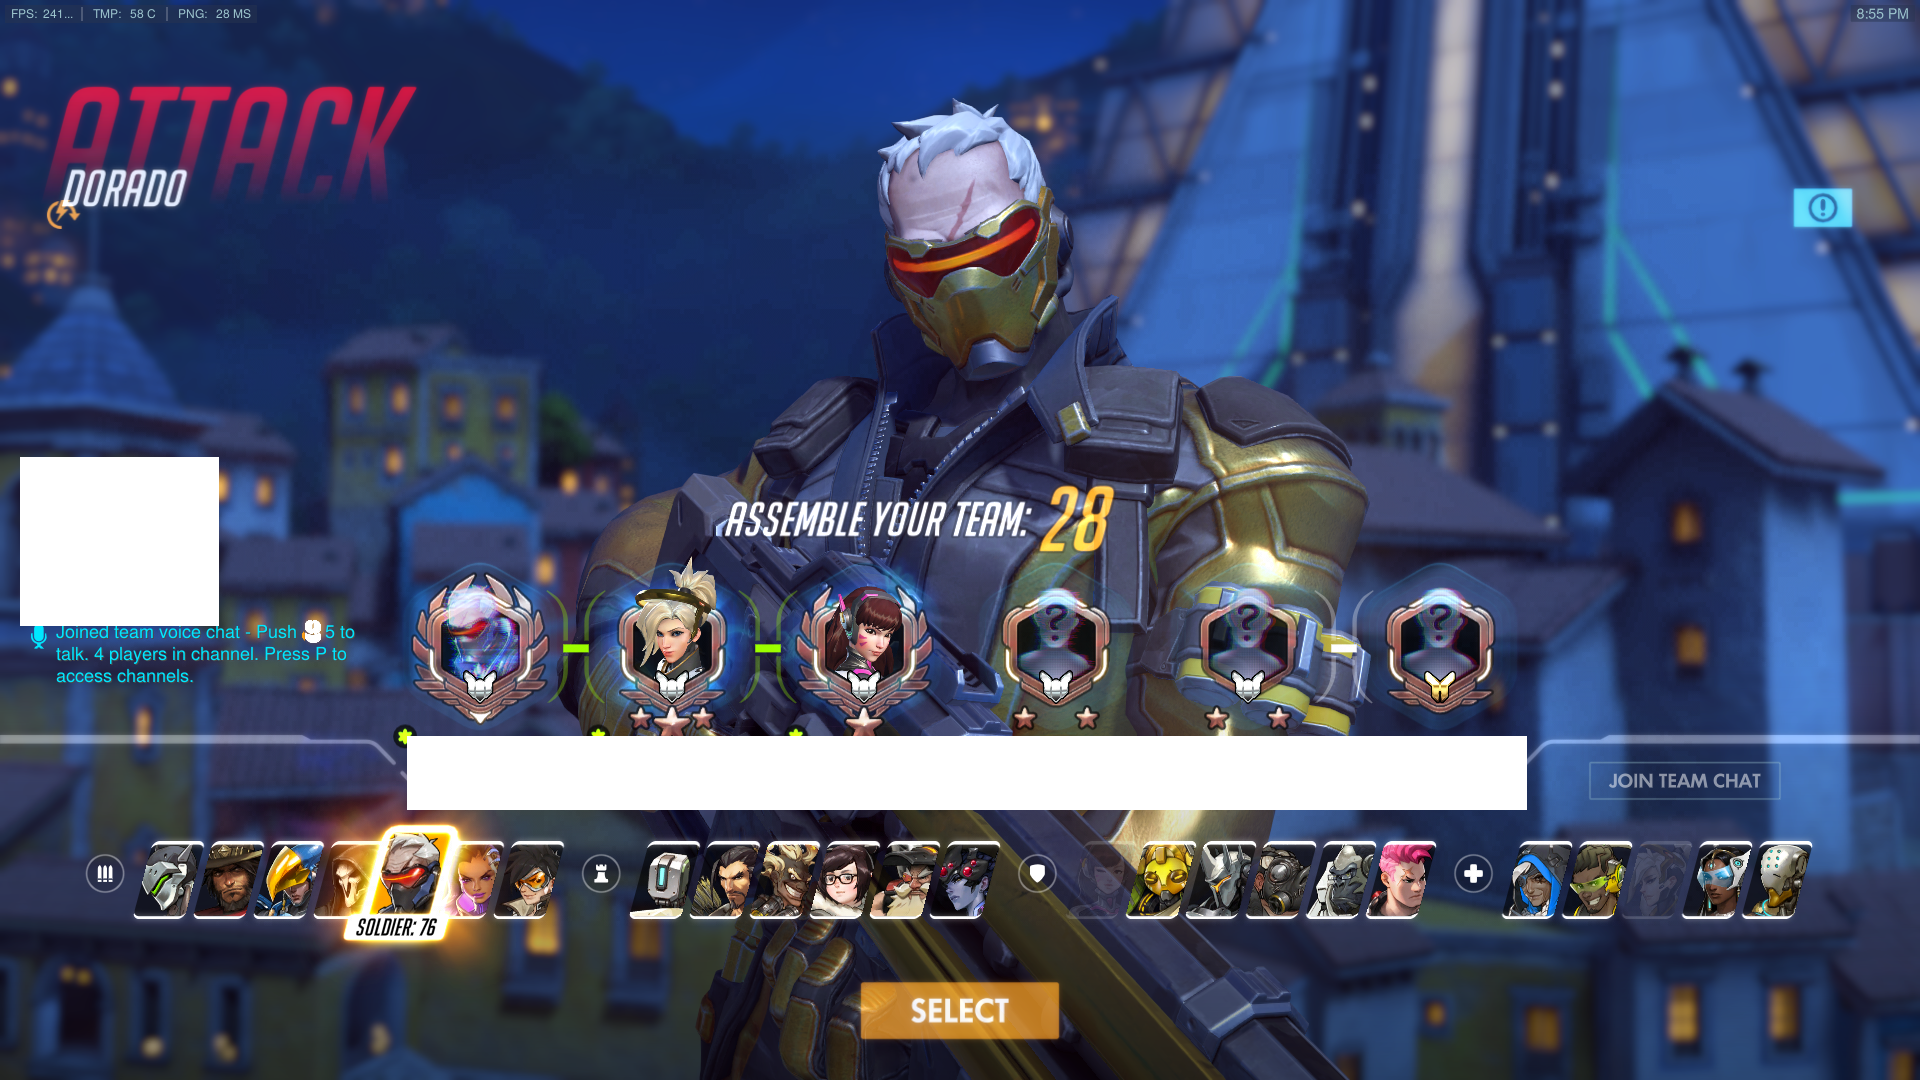 FPS: 241... | TMP: 58 C | PNG: 28 MS
8:55 PM
ATTACK
DORADO
ASSEMBLE YOUR TEAM: 28
Joined team voice chat - Push 5 to
talk. 4 players in channel. Press P to
access channels.
JOIN TEAM CHAT
SOLDIER: 76
SELECT